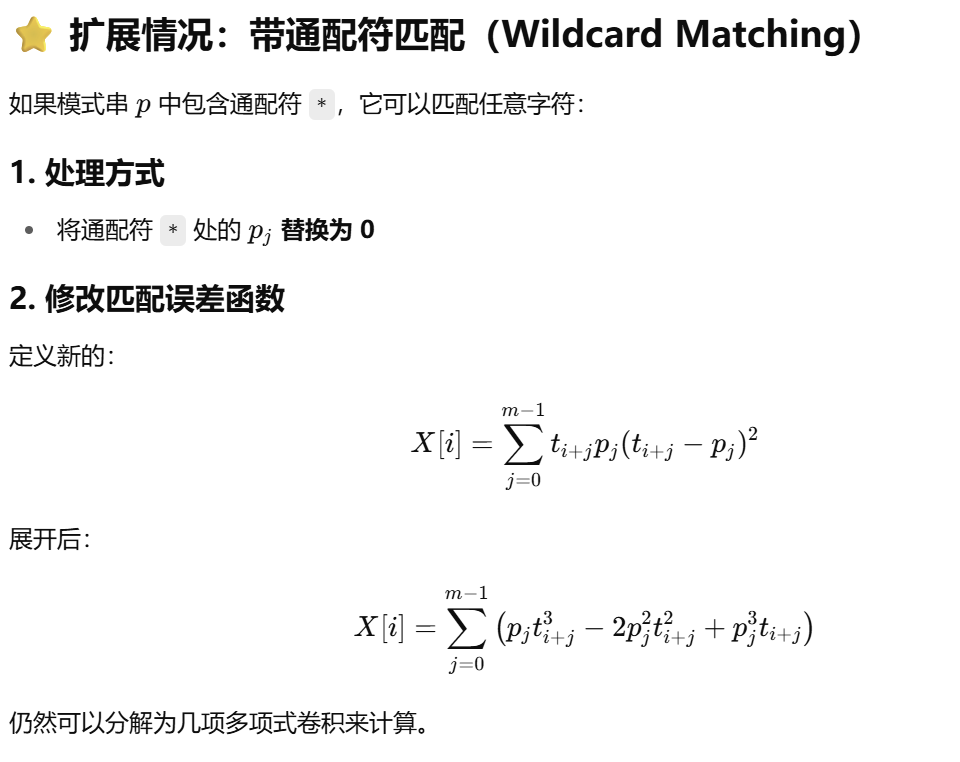 ⭐ 扩展情况：带通配符匹配（Wildcard Matching）
如果模式串 p 中包含通配符 *，它可以匹配任意字符：
1. 处理方式
• 将通配符 * 处的 p_j 替换为 0
2. 修改匹配误差函数
定义新的：
X[i] = \sum_{j=0}^{m-1} t_{i+j}p_j(t_{i+j} - p_j)^2
展开后：
X[i] = \sum_{j=0}^{m-1} (p_j t_{i+j}^3 - 2p_j^2 t_{i+j}^2 + p_j^3 t_{i+j})
仍然可以分解为几项多项式卷积来计算。